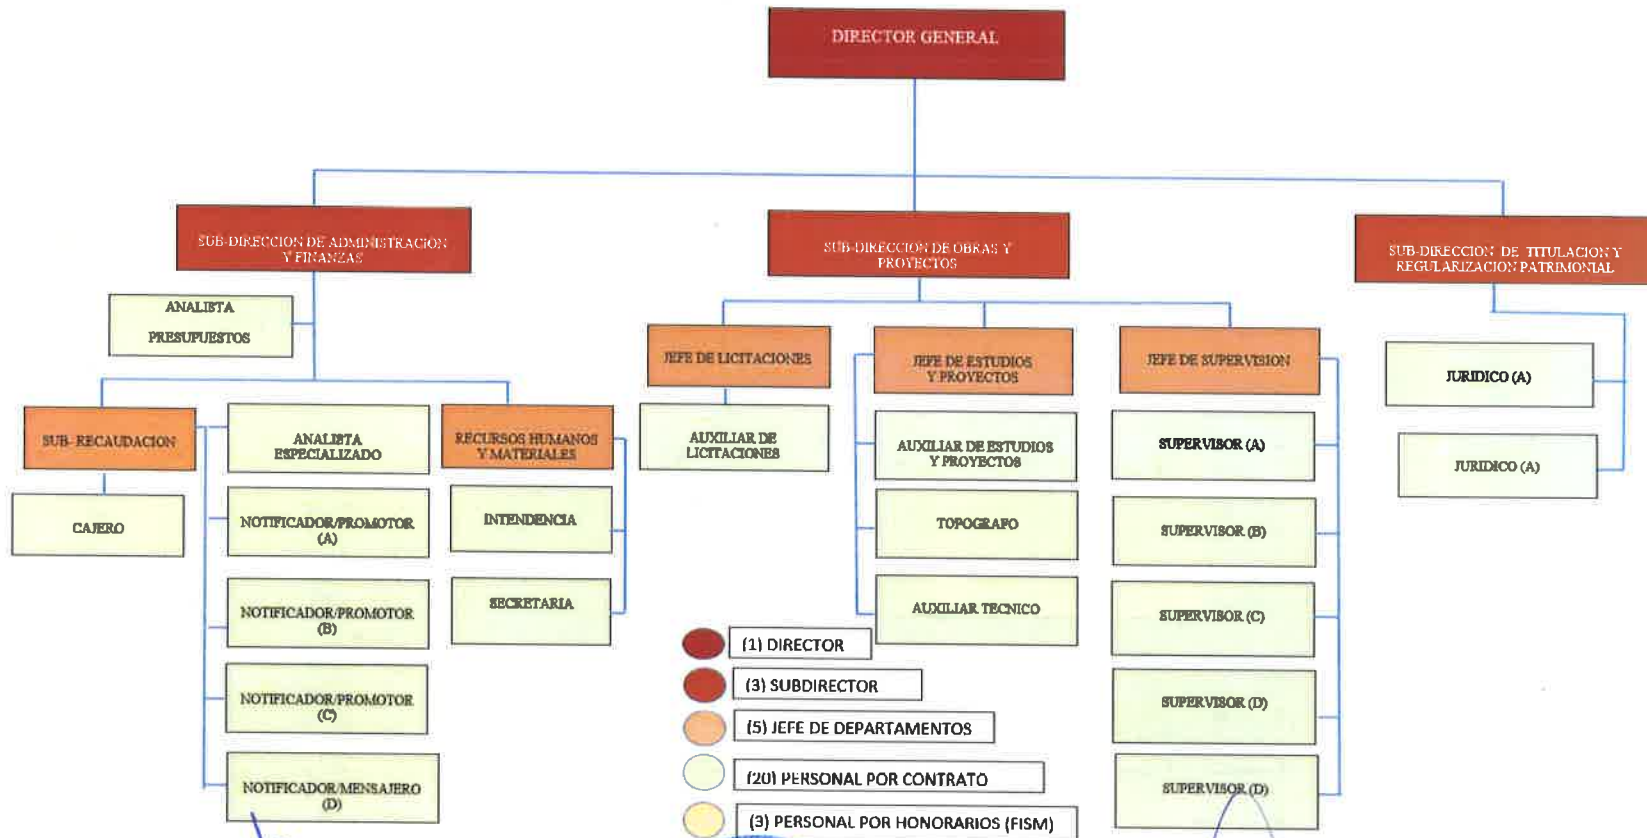 DIRECTOR GENERAL
SUB-DIRECCION DE ADMINISTRACION
Y FINANZAS
SUB-DIRECCION DE OBRAS Y
PROYECTOS
SUB-DIRECCION DE TITULACION Y
REGULARIZACION PATRIMONIAL
ANALISTA
PRESUPUESTOS
SUB- RECAUDACION
CAJERO
ANALISTA
ESPECIALIZADO
NOTIFICADOR/PROMOTOR
(A)
NOTIFICADOR/PROMOTOR
(B)
NOTIFICADOR/PROMOTOR
(C)
NOTIFICADOR/MENSAJERO
(D)
RECURSOS HUMANOS
Y MATERIALES
INTENDENCIA
SECRETARIA
JEFE DE LICITACIONES
AUXILIAR DE
LICITACIONES
JEFE DE ESTUDIOS
Y PROYECTOS
AUXILIAR DE ESTUDIOS
Y PROYECTOS
TOPOGRAFO
AUXILIAR TECNICO
JEFE DE SUPERVISION
SUPERVISOR (A)
SUPERVISOR (B)
SUPERVISOR (C)
SUPERVISOR (D)
SUPERVISOR (D)
JURIDICO (A)
JURIDICO (A)
(1) DIRECTOR
(3) SUBDIRECTOR
(5) JEFE DE DEPARTAMENTOS
(20) PERSONAL POR CONTRATO
(3) PERSONAL POR HONORARIOS (FISM)